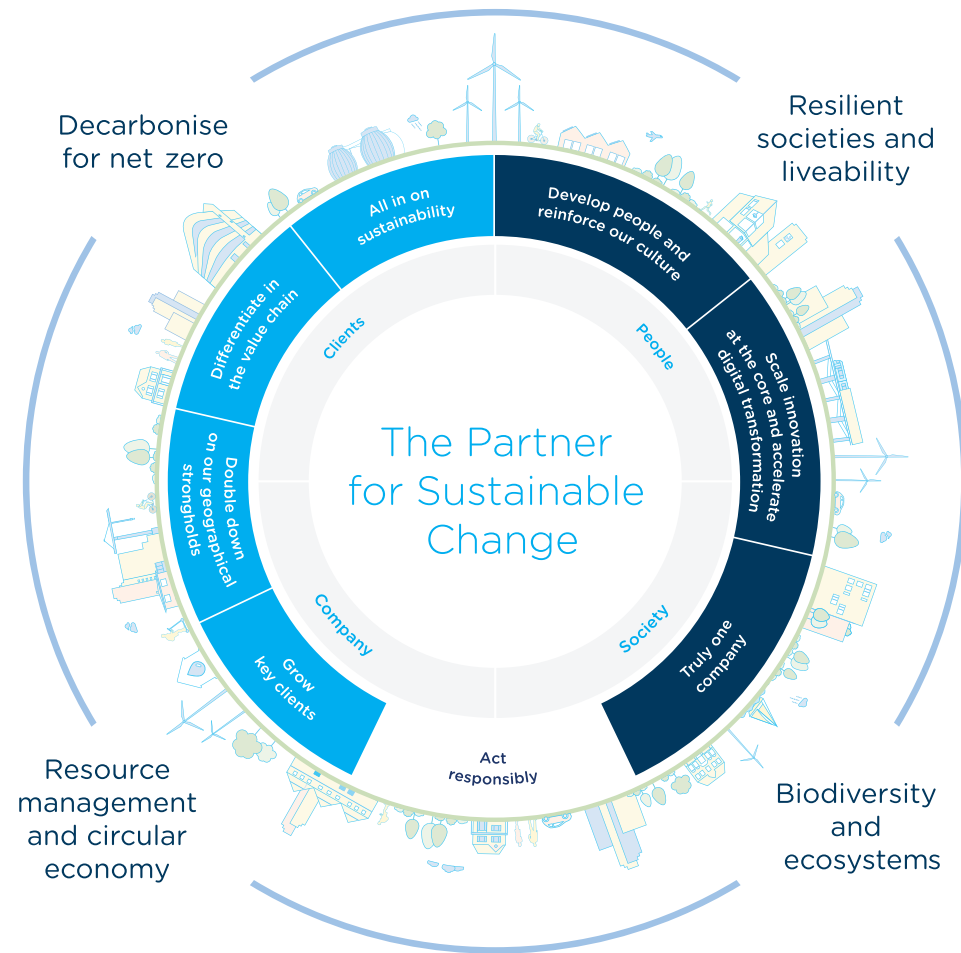 Decarbonise
for net zero
Resilient
societies and
liveability
All in on
sustainability
Develop people and
reinforce our culture
Differentiate in
the value chain
Scale innovation
at the core and accelerate
digital transformation
Double down
on our geographical
strongholds
Grow
key clients
Truly one
company
Act
responsibly
Clients
People
Company
Society
The Partner
for Sustainable
Change
Resource
management
and circular
economy
Biodiversity
and
ecosystems